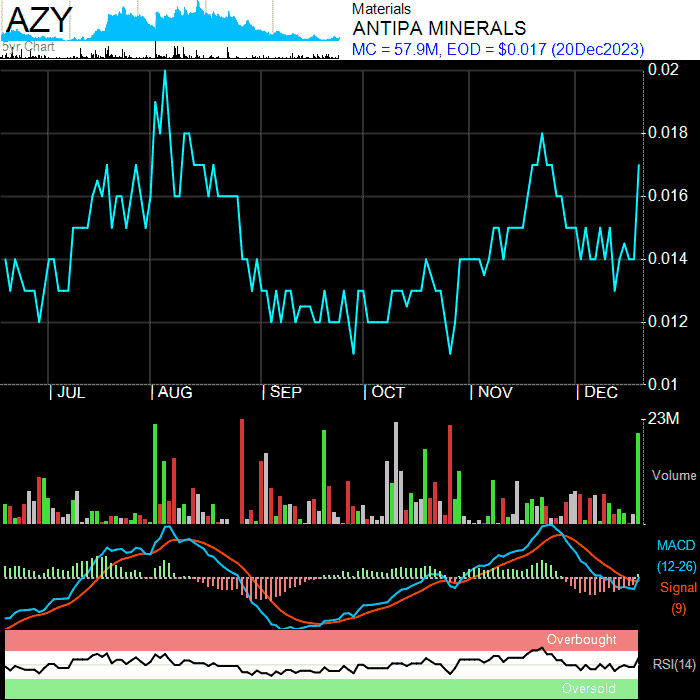 AZY
5yr Chart
Materials
ANTIPA MINERALS
MC = 57.9M, EOD = $0.017 (20Dec2023)
0.02
0.018
0.016
0.014
0.012
0.01
JUL AUG SEP OCT NOV DEC
23M
Volume
MACD
(12-26)
Signal
(9)
Overbought
RSI(14)
Oversold